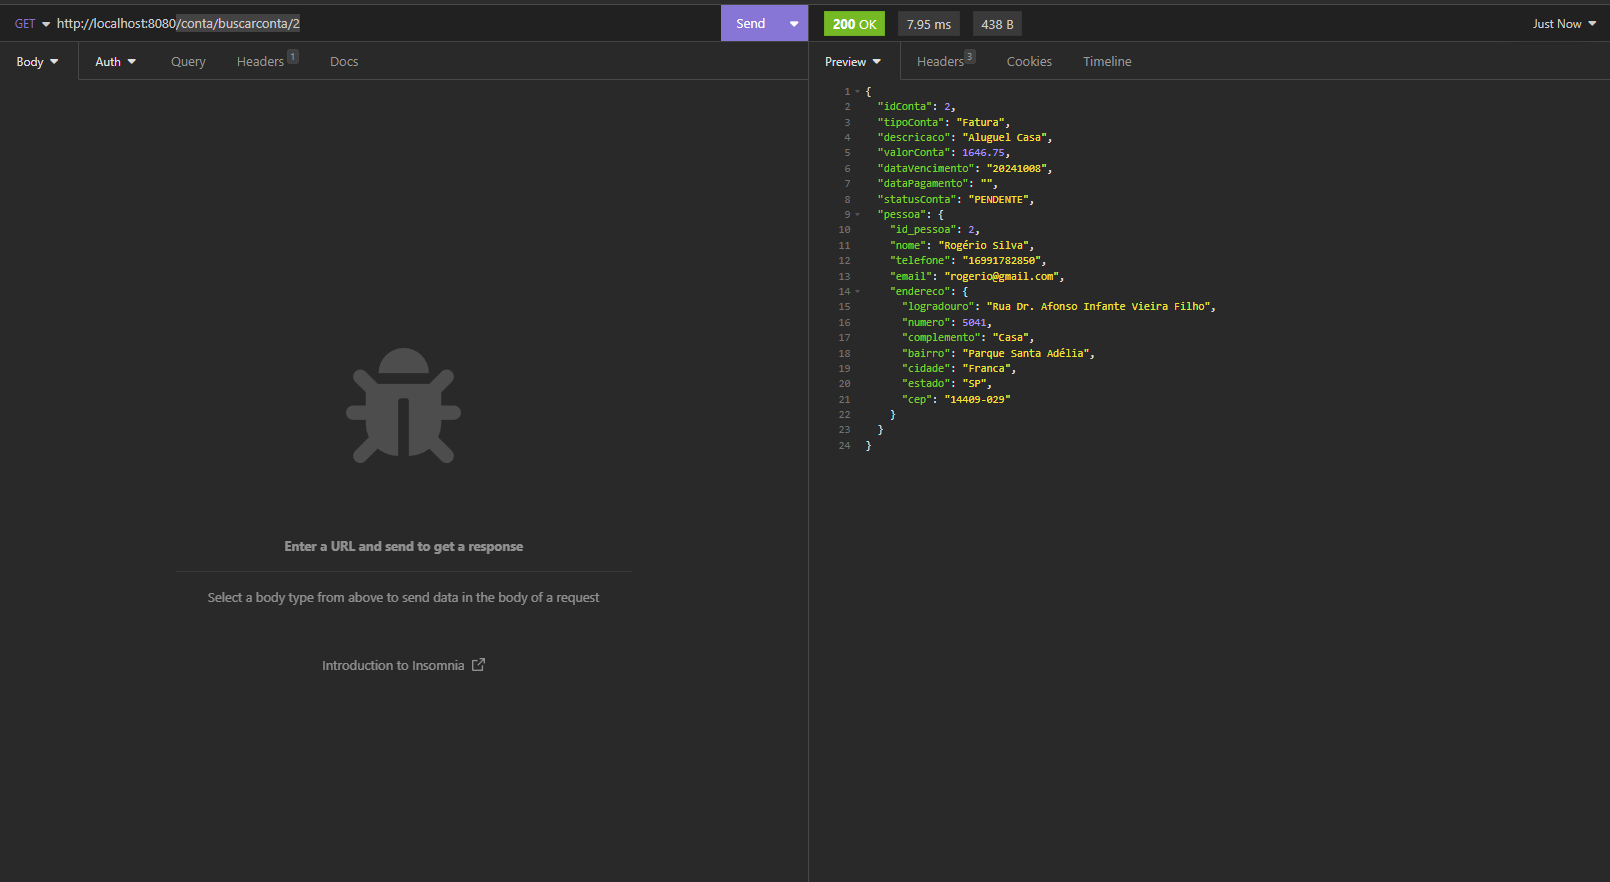 GET http://localhost:8080/conta/buscarconta/2
Send
200 OK
7.95 ms
438 B
Just Now
Body
Auth
Query
Headers 1
Docs
Preview
Headers 3
Cookies
Timeline
1 {
2 "idConta": 2,
3 "tipoConta": "Fatura",
4 "descricaco": "Aluguel Casa",
5 "valorConta": 1646.75,
6 "dataVencimento": "20241008",
7 "dataPagamento": "",
8 "statusConta": "PENDENTE",
9 "pessoa": {
10 "id_pessoa": 2,
11 "nome": "Rogério Silva",
12 "telefone": "16991782850",
13 "email": "rogerio@gmail.com",
14 "endereco": {
15 "logradouro": "Rua Dr. Afonso Infante Vieira Filho",
16 "numero": 5041,
17 "complemento": "Casa",
18 "bairro": "Parque Santa Adélia",
19 "cidade": "Franca",
20 "estado": "SP",
21 "cep": "14409-029"
22 }
23 }
24 }
Enter a URL and send to get a response
Select a body type from above to send data in the body of a request
Introduction to Insomnia